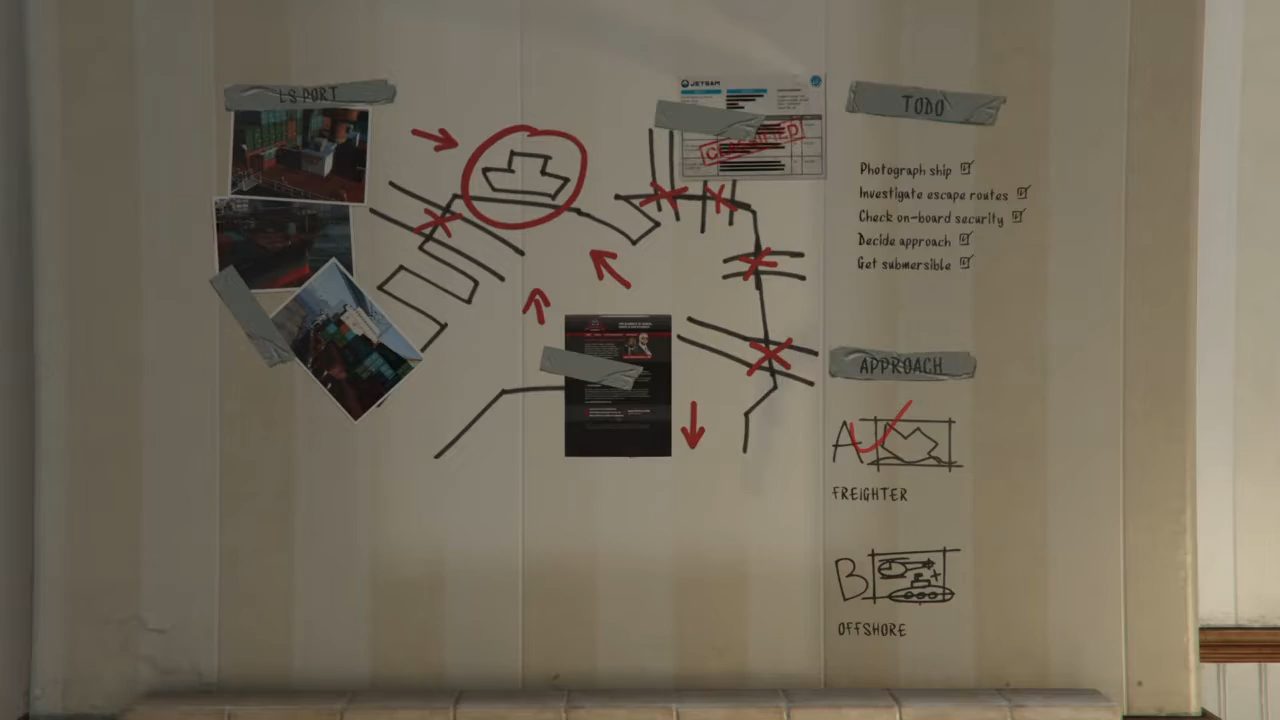 LS PORT
JETSAM
CLASSIFIED
TODO
Photograph ship
Investigate escape routes
Check on-board security
Decide approach
Get submersible
APPROACH
A
FREIGHTER
B
OFFSHORE